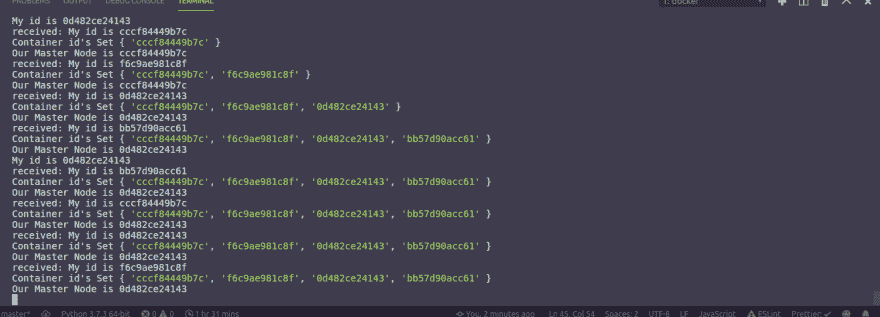 PROBLEMS OUTPUT DEBUG CONSOLE TERMINAL 1: docker
My id is 0d482ce24143
received: My id is cccf84449b7c
Container id's Set { 'cccf84449b7c' }
Our Master Node is cccf84449b7c
received: My id is f6c9ae981c8f
Container id's Set { 'cccf84449b7c', 'f6c9ae981c8f' }
Our Master Node is cccf84449b7c
received: My id is 0d482ce24143
Container id's Set { 'cccf84449b7c', 'f6c9ae981c8f', '0d482ce24143' }
Our Master Node is 0d482ce24143
received: My id is bb57d90acc61
Container id's Set { 'cccf84449b7c', 'f6c9ae981c8f', '0d482ce24143', 'bb57d90acc61' }
Our Master Node is 0d482ce24143
My id is 0d482ce24143
received: My id is bb57d90acc61
Container id's Set { 'cccf84449b7c', 'f6c9ae981c8f', '0d482ce24143', 'bb57d90acc61' }
Our Master Node is 0d482ce24143
received: My id is cccf84449b7c
Container id's Set { 'cccf84449b7c', 'f6c9ae981c8f', '0d482ce24143', 'bb57d90acc61' }
Our Master Node is 0d482ce24143
received: My id is 0d482ce24143
Container id's Set { 'cccf84449b7c', 'f6c9ae981c8f', '0d482ce24143', 'bb57d90acc61' }
Our Master Node is 0d482ce24143
received: My id is f6c9ae981c8f
Container id's Set { 'cccf84449b7c', 'f6c9ae981c8f', '0d482ce24143', 'bb57d90acc61' }
Our Master Node is 0d482ce24143
master* Python 3.7.3 64-bit 0 0 1 hr 31 mins You, 2 minutes ago Ln 45, Col 54 Spaces: 2 UTF-8 LF JavaScript ESLint Prettier: ✓